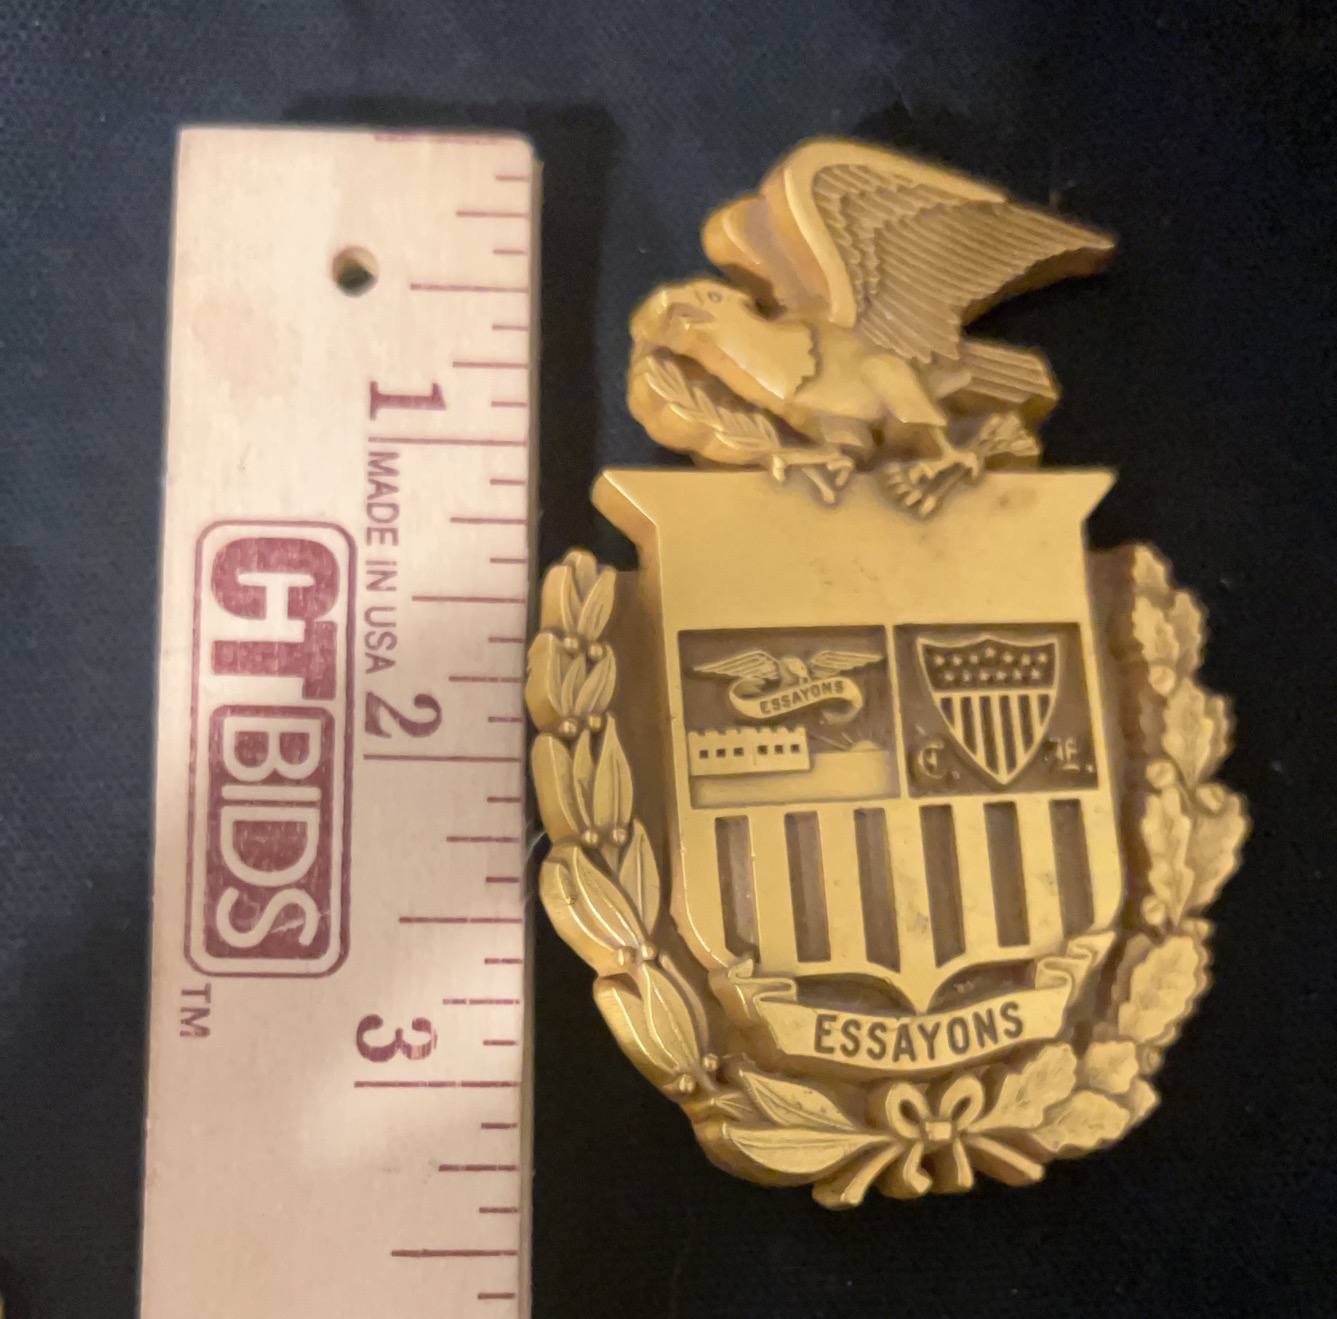 1
MADE IN USA
2
3
CTBIDS
TM
ESSAYONS
C. E.
ESSAYONS